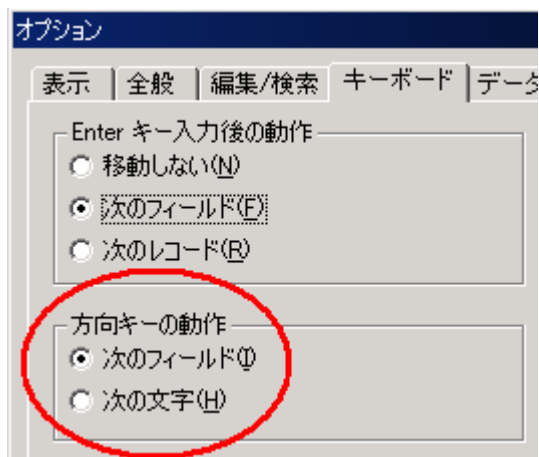 オプション
表示 全般 編集/検索 キーボード データ
Enter キー入力後の動作
移動しない(N)
次のフィールド(F)
次のレコード(R)
方向キーの動作
次のフィールド(I)
次の文字(H)